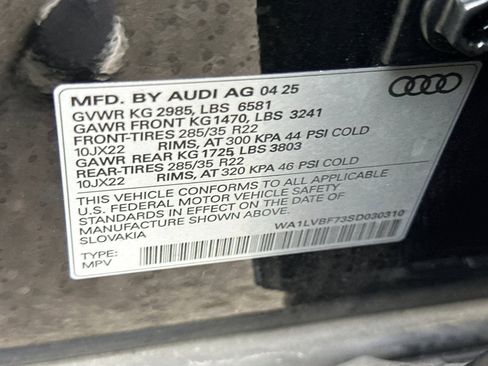 MFD. BY AUDI AG 04 25
GVWR KG 2985, LBS 6581
GAWR FRONT KG1470, LBS 3241
FRONT-TIRES 285/35 R22
10JX22 RIMS, AT 300 KPA 44 PSI COLD
GAWR REAR KG 1725, LBS 3803
REAR-TIRES 285/35 R22
10JX22 RIMS, AT 320 KPA 46 PSI COLD
THIS VEHICLE CONFORMS TO ALL APPLICABLE
U.S. FEDERAL MOTOR VEHICLE SAFETY
STANDARDS IN EFFECT ON THE DATE OF
MANUFACTURE SHOWN ABOVE.
SLOVAKIA WA1LVBF73SD030310
TYPE:
MPV